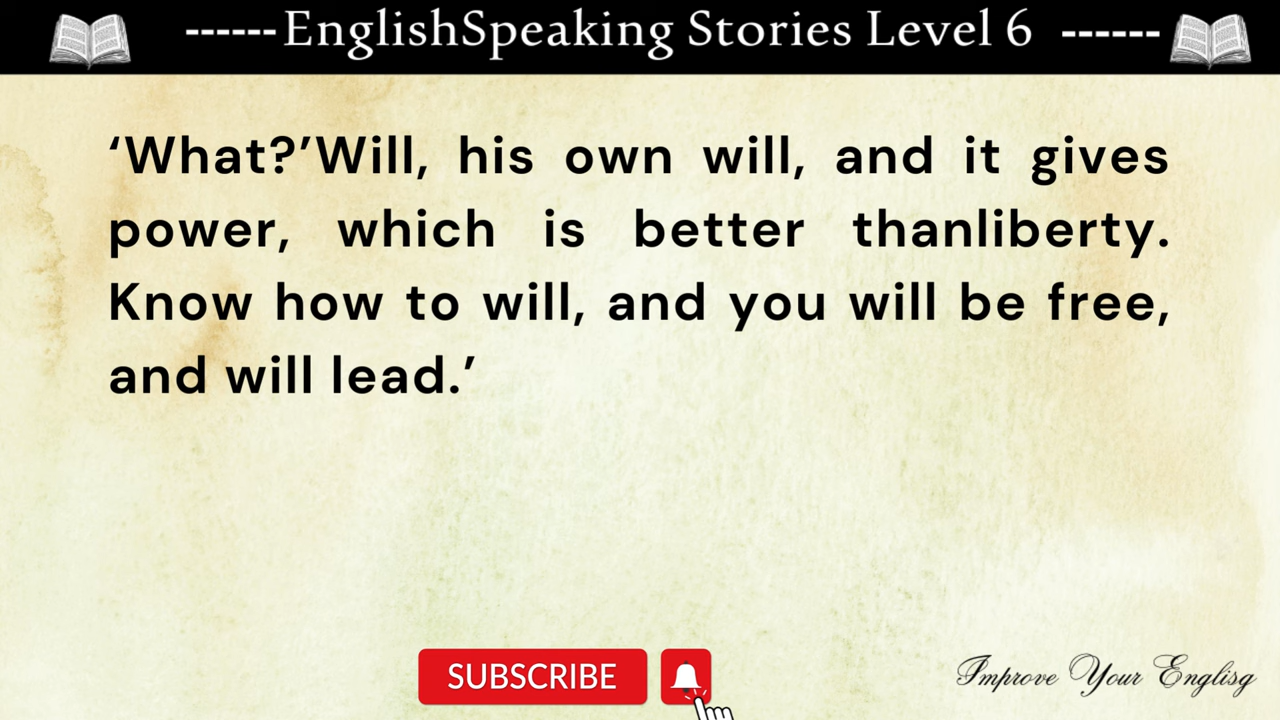 ------EnglishSpeaking Stories Level 6 ------
‘What?’Will, his own will, and it gives
power, which is better thanliberty.
Know how to will, and you will be free,
and will lead.’
SUBSCRIBE
Improve Your Englisg